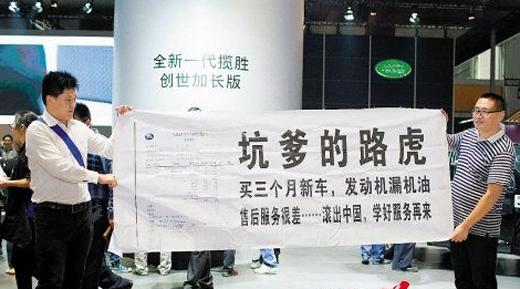 全新一代揽胜
创世加长版
坑爹的路虎
买三个月新车，发动机漏机油
售后服务很差……滚出中国，学好服务再来